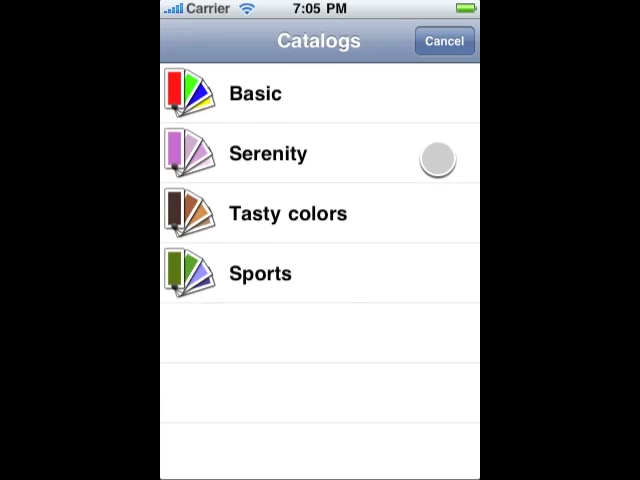 Carrier 7:05 PM
Catalogs Cancel
Basic
Serenity
Tasty colors
Sports